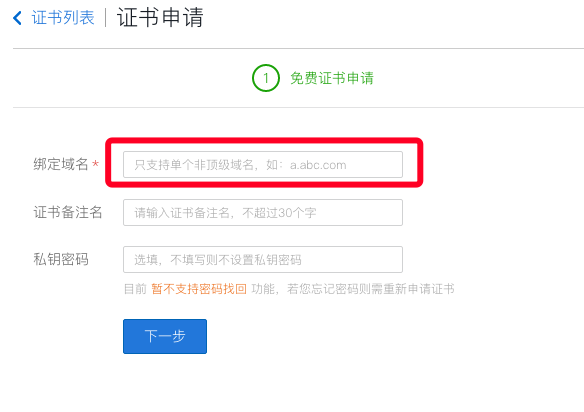 证书列表 证书申请
1 免费证书申请
绑定域名 * 只支持单个非顶级域名，如：a.abc.com
证书备注名 请输入证书备注名，不超过30个字
私钥密码 选填，不填写则不设置私钥密码
目前 暂不支持密码找回 功能，若您忘记密码则需重新申请证书
下一步